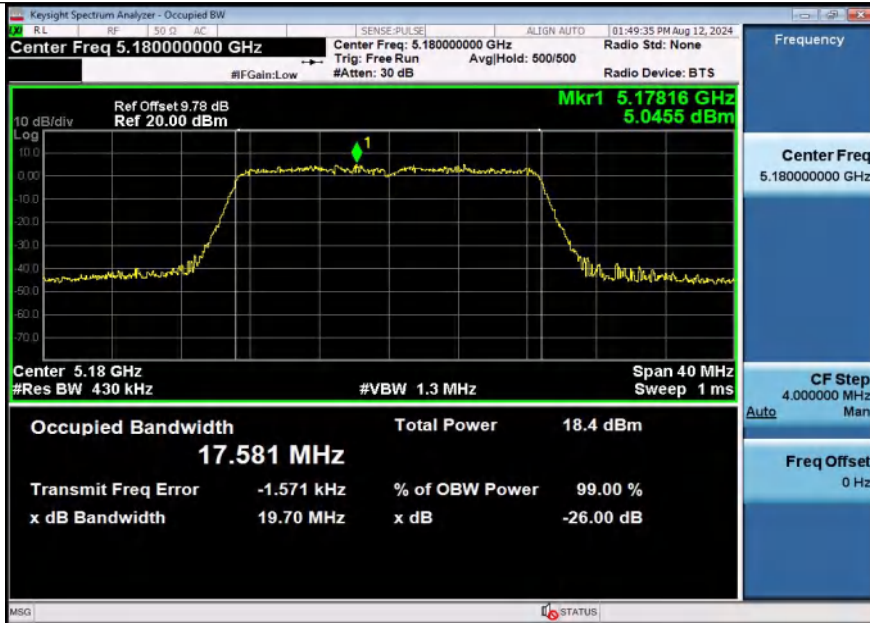 Keysight Spectrum Analyzer - Occupied BW
LXI RL RF 50 Ω AC SENSE:PULSE ALIGN AUTO 01:49:35 PM Aug 12, 2024
Center Freq 5.180000000 GHz
Center Freq: 5.180000000 GHz
Radio Std: None
Trig: Free Run Avg|Hold: 500/500
#IFGain:Low
#Atten: 30 dB
Radio Device: BTS
Ref Offset 9.78 dB
10 dB/div Ref 20.00 dBm
Mkr1 5.17816 GHz
5.0455 dBm
Log
10.0
0.00
-10.0
-20.0
-30.0
-40.0
-50.0
-60.0
-70.0
1
Center 5.18 GHz
Span 40 MHz
#Res BW 430 kHz
#VBW 1.3 MHz
Sweep 1 ms
Occupied Bandwidth
17.581 MHz
Total Power 18.4 dBm
Transmit Freq Error -1.571 kHz
% of OBW Power 99.00 %
x dB Bandwidth 19.70 MHz
x dB -26.00 dB
MSG
STATUS
Frequency
Center Freq
5.180000000 GHz
CF Step
4.000000 MHz
Auto Man
Freq Offset
0 Hz